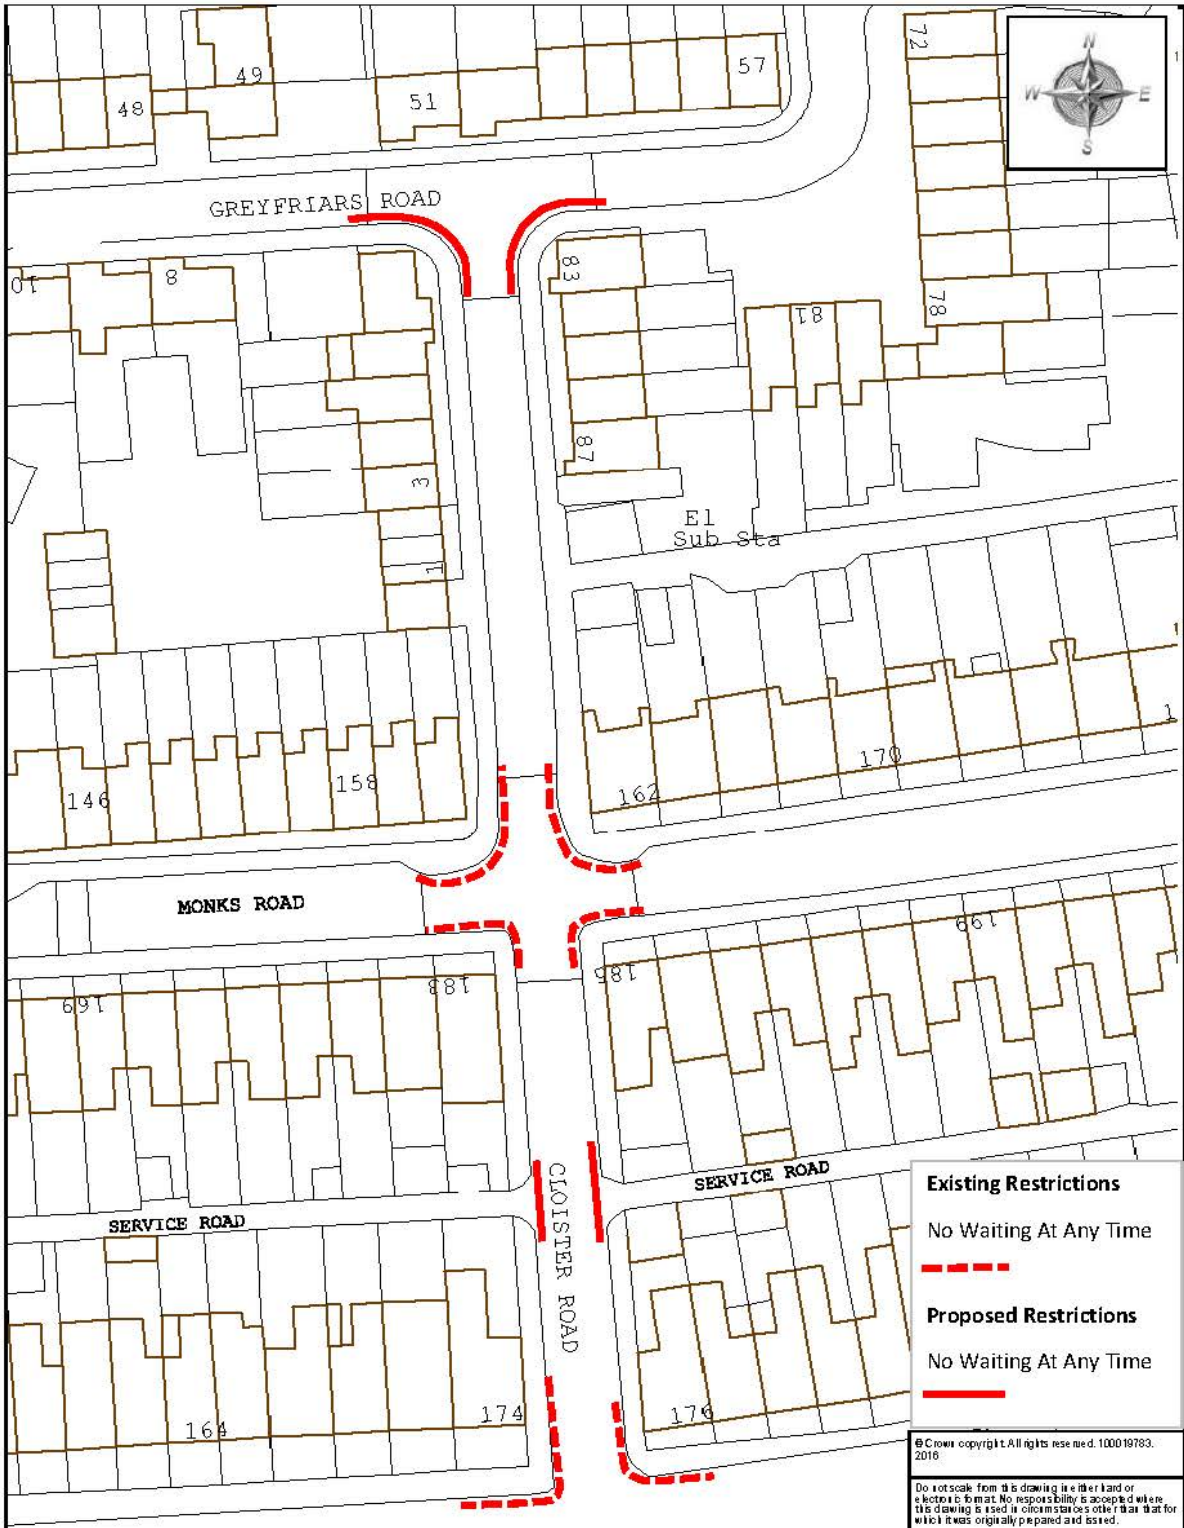 72
N
W E
S
49
57
48
51
GREYFRIARS ROAD
83
10
8
78
81
87
3
El
Sub Sta
1
170
158
162
146
MONKS ROAD
199
185
183
169
CLOISTER ROAD
SERVICE ROAD
SERVICE ROAD
Existing Restrictions
No Waiting At Any Time
Proposed Restrictions
No Waiting At Any Time
174
176
164
© Crown copyright. All rights reserved. 100019783.
2016
Do not scale from this drawing in either hard or
electronic format. No responsibility is accepted where
this drawing is used in circumstances other than that for
which it was originally prepared and issued.